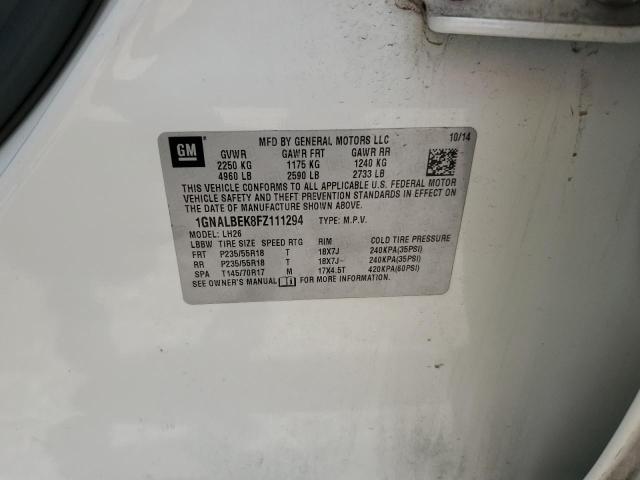 GM
MFD BY GENERAL MOTORS LLC 10/14
GVWR GAWR FRT GAWR RR
2250 KG 1175 KG 1240 KG
4960 LB 2590 LB 2733 LB
THIS VEHICLE CONFORMS TO ALL APPLICABLE U.S. FEDERAL MOTOR
VEHICLE SAFETY AND THEFT PREVENTION STANDARDS IN EFFECT ON
THE DATE OF MANUFACTURE SHOWN ABOVE.
1GNALBEK8FZ111294 TYPE: M.P.V.
MODEL: LH26
LBBW TIRE SIZE SPEED RTG RIM COLD TIRE PRESSURE
FRT P235/55R18 T 18X7J 240KPA(35PSI)
RR P235/55R18 T 18X7J 240KPA(35PSI)
SPA T145/70R17 M 17X4.5T 420KPA(60PSI)
SEE OWNER'S MANUAL FOR MORE INFORMATION.